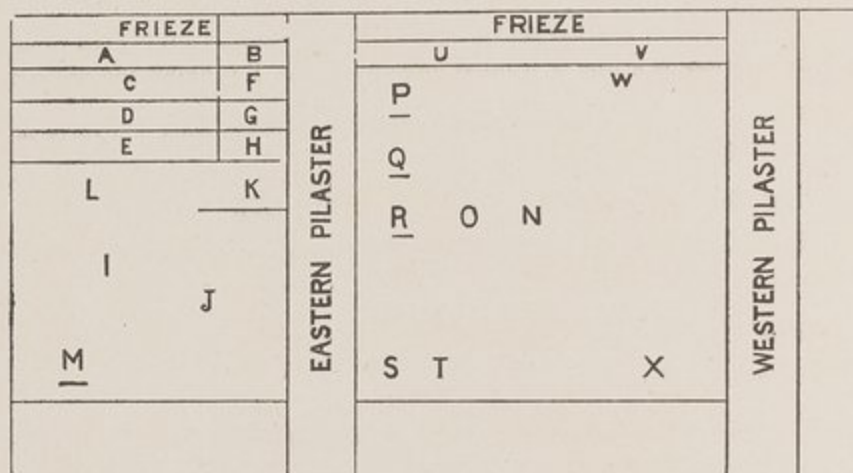 FRIEZE
A B
C F
D G
E H
L K
I
J
M
EASTERN PILASTER
FRIEZE
U V
W
P
Q
R O N
S T X
WESTERN PILASTER